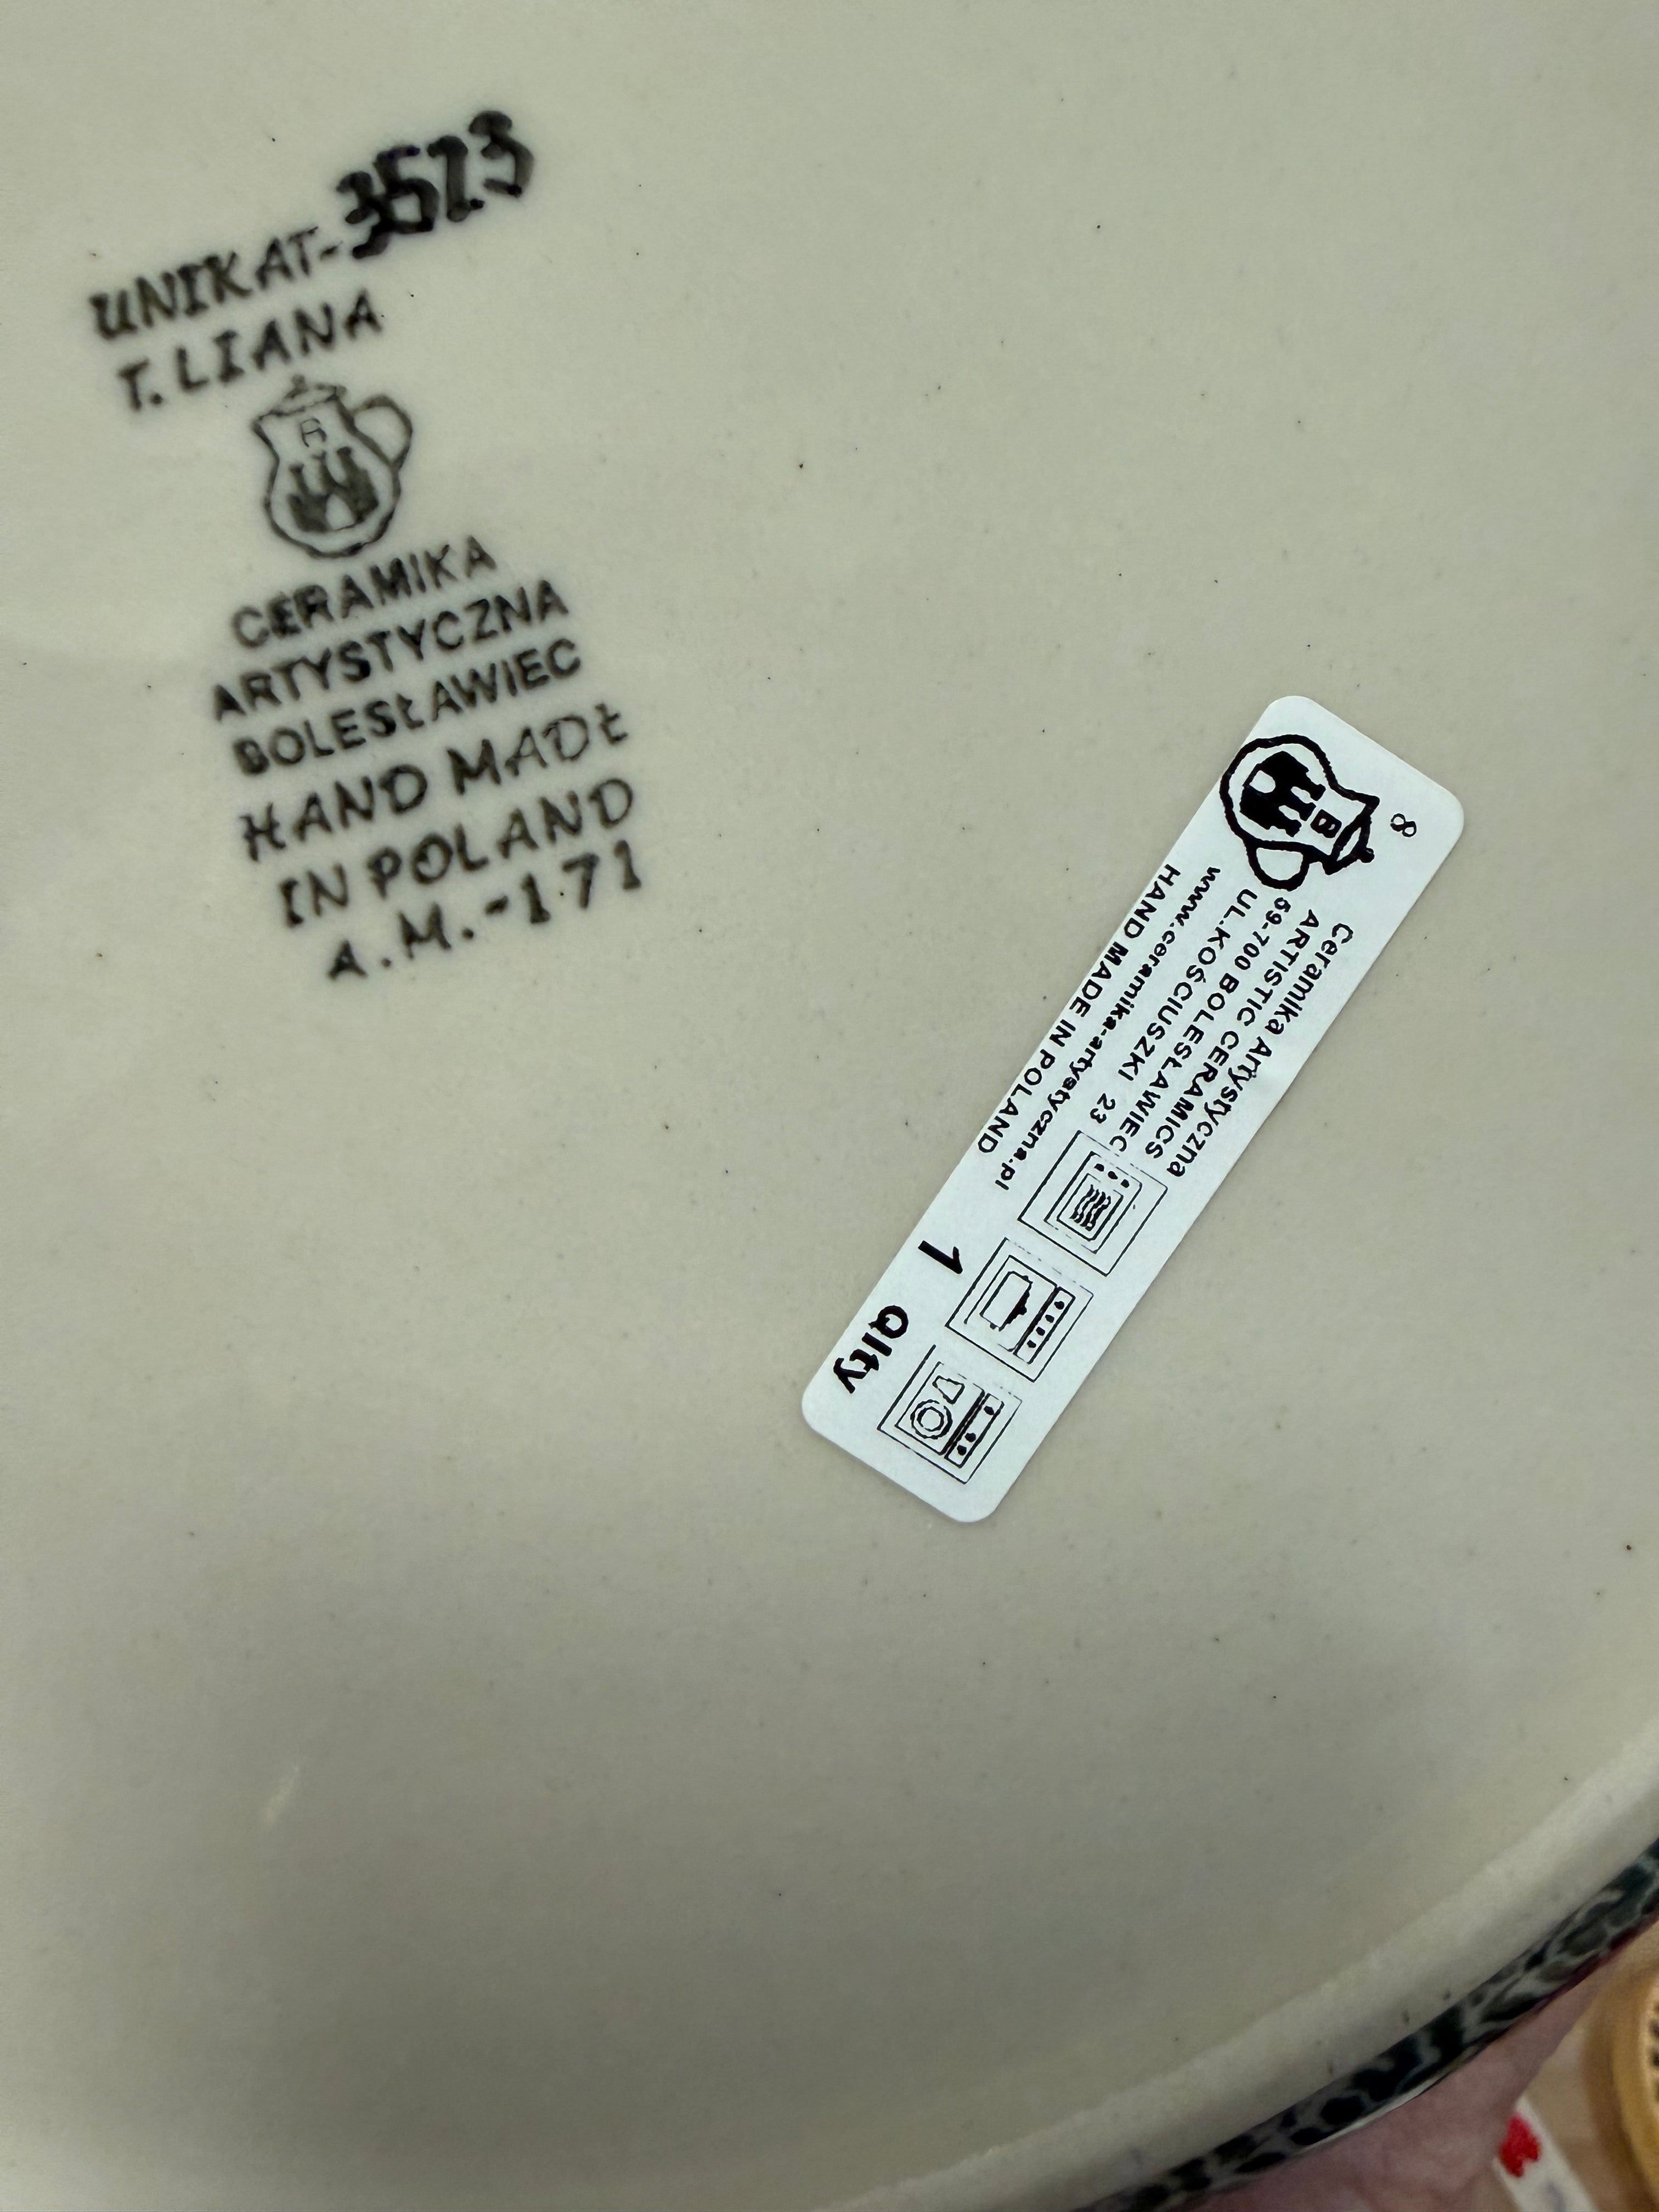 UNIKAT-3523
T.LIANA
B
CERAMIKA
ARTYSTYCZNA
BOLESŁAWIEC
HAND MADE
IN POLAND
A.M.-171
8
B
Ceramika Artystyczna
ARTISTIC CERAMICS
59-700 BOLESŁAWIEC
UL.KOŚCIUSZKI 23
www.ceramika-artystyczna.pl
HAND MADE IN POLAND
1 Qlty